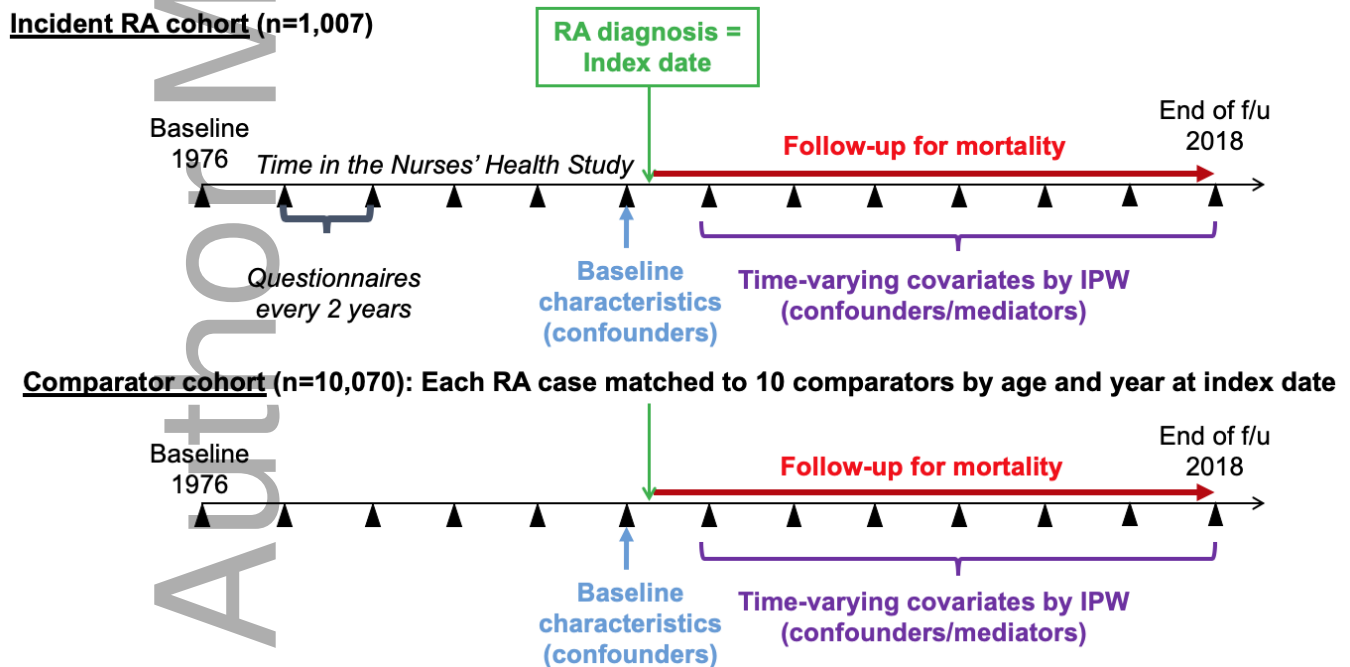 Incident RA cohort (n=1,007)
RA diagnosis =
Index date
Baseline
1976
Time in the Nurses' Health Study
Follow-up for mortality
End of f/u
2018
Questionnaires
every 2 years
Baseline
characteristics
(confounders)
Time-varying covariates by IPW
(confounders/mediators)
Comparator cohort (n=10,070): Each RA case matched to 10 comparators by age and year at index date
Baseline
1976
Follow-up for mortality
End of f/u
2018
Baseline
characteristics
(confounders)
Time-varying covariates by IPW
(confounders/mediators)
Author M